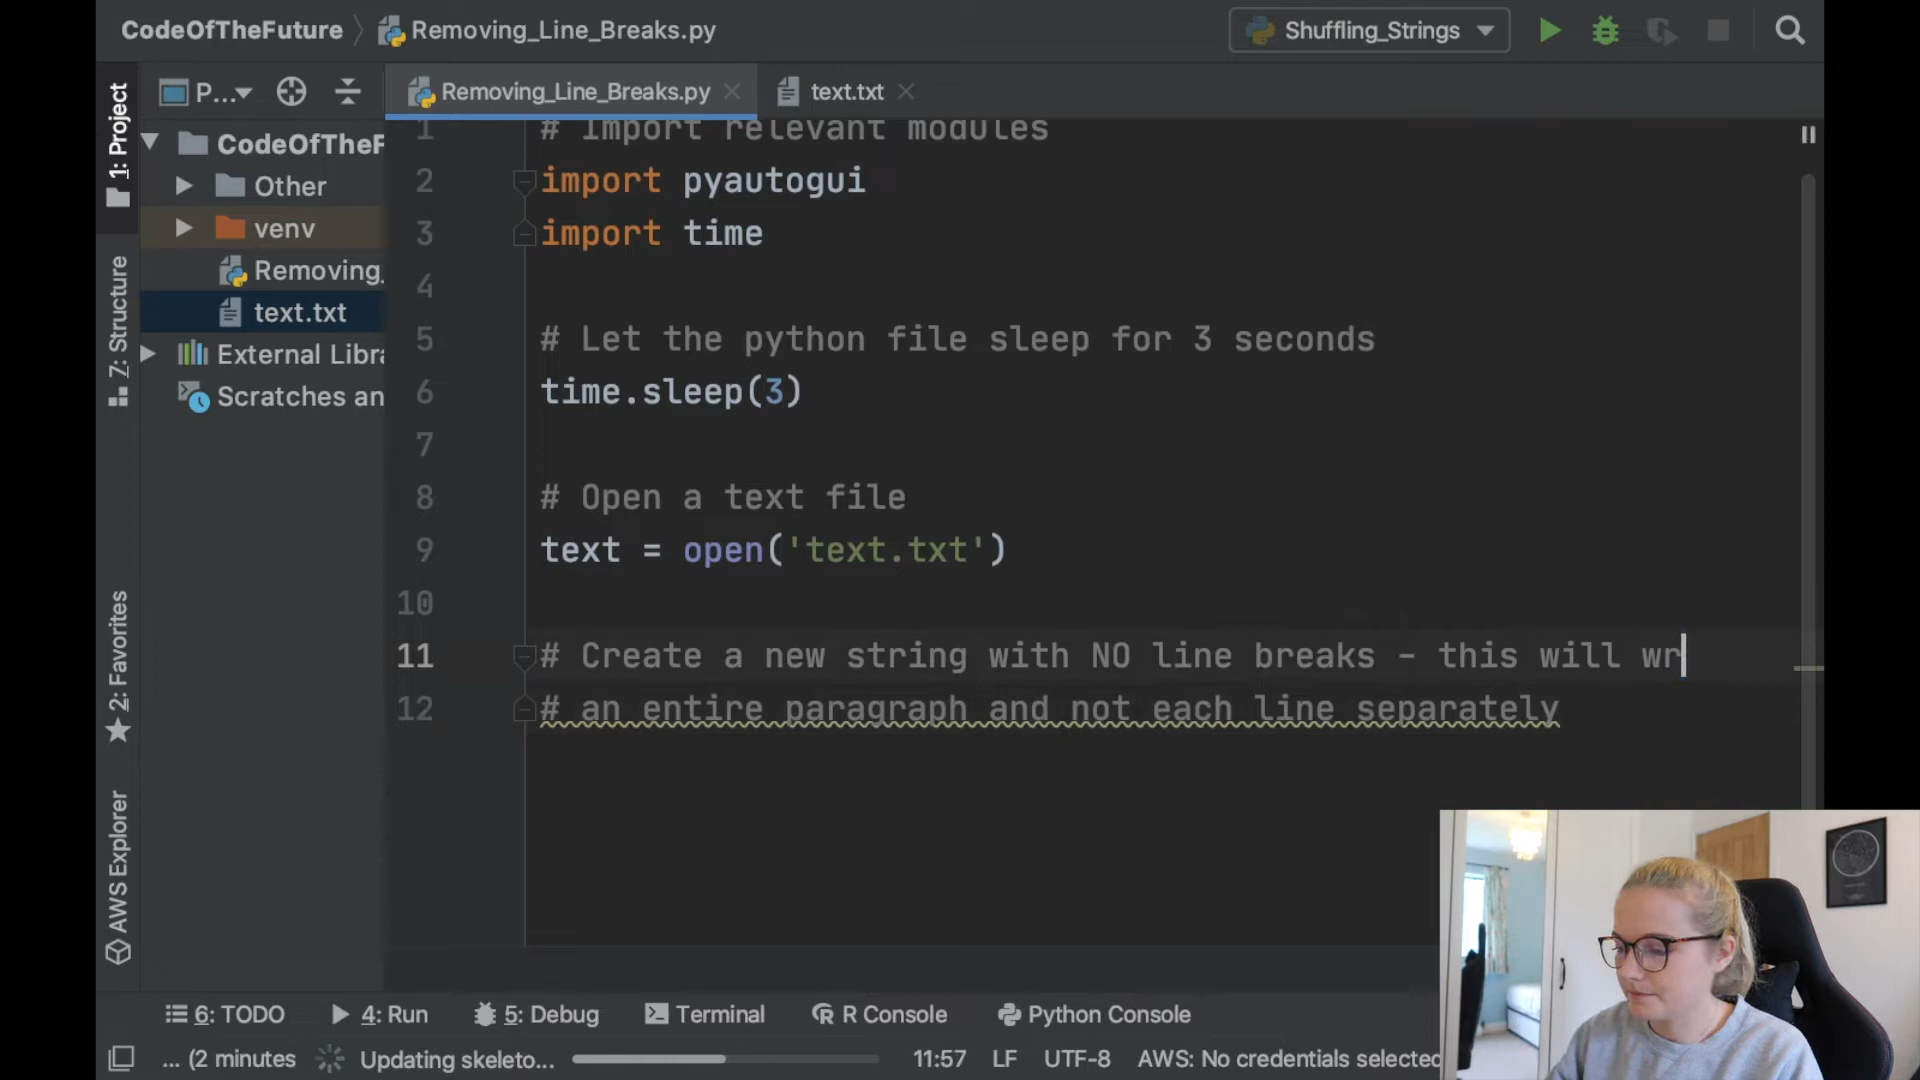 CodeOfTheFuture
Removing_Line_Breaks.py
Shuffling_Strings
1: Project
P...
Removing_Line_Breaks.py
text.txt
CodeOfTheF
Other
venv
Removing_
text.txt
External Libra
Scratches an
7: Structure
2: Favorites
AWS Explorer
1 # Import relevant modules
2 import pyautogui
3 import time
4
5 # Let the python file sleep for 3 seconds
6 time.sleep(3)
7
8 # Open a text file
9 text = open('text.txt')
10
11 # Create a new string with NO line breaks - this will wr
12 # an entire paragraph and not each line separately
6: TODO
4: Run
5: Debug
Terminal
R Console
Python Console
... (2 minutes
Updating skeleto...
11:57
LF
UTF-8
AWS: No credentials selected